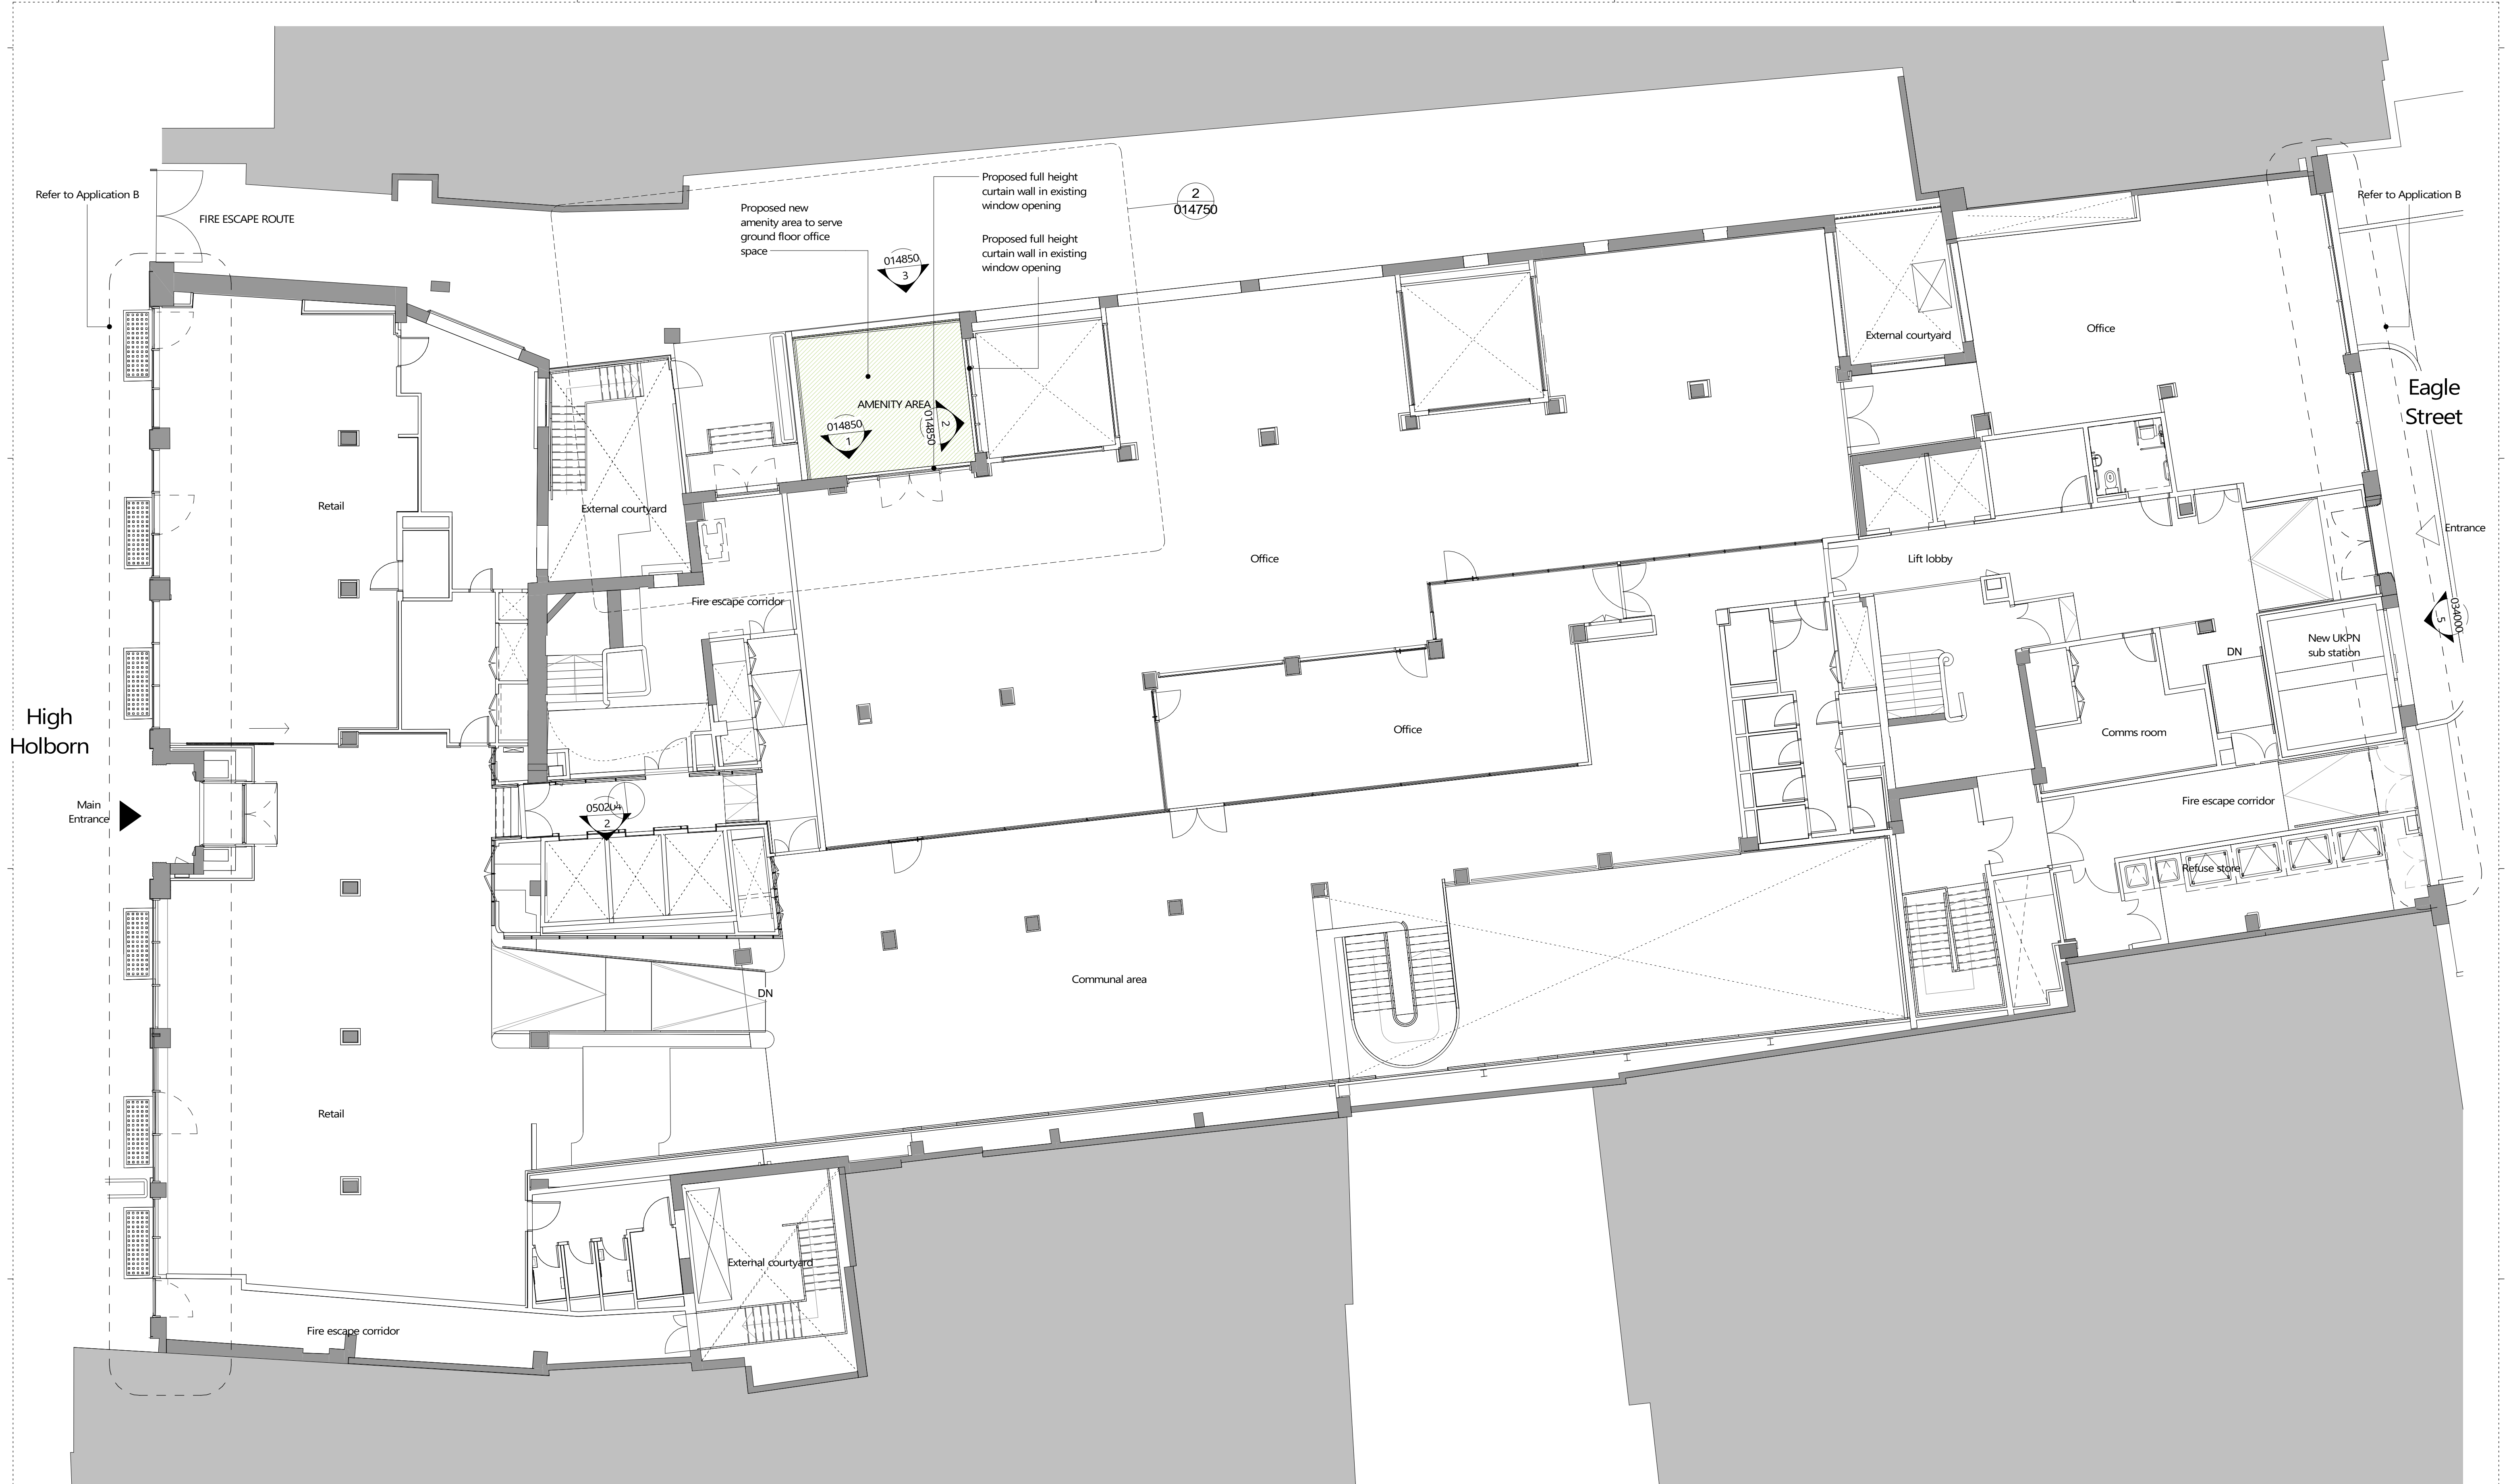 Refer to Application B
FIRE ESCAPE ROUTE
Proposed new
amenity area to serve
ground floor office
space
Proposed full height
curtain wall in existing
window opening
Proposed full height
curtain wall in existing
window opening
2
014750
014850
3
Refer to Application B
External courtyard
Office
Eagle
Street
AMENITY AREA
014850
1
014850
2
Retail
External courtyard
Entrance
Office
Lift lobby
Fire escape corridor
034000
5
New UKPN
sub station
DN
High
Holborn
Office
Comms room
Main
Entrance
050204
2
Fire escape corridor
Refuse store
Communal area
DN
Retail
External courtyard
Fire escape corridor